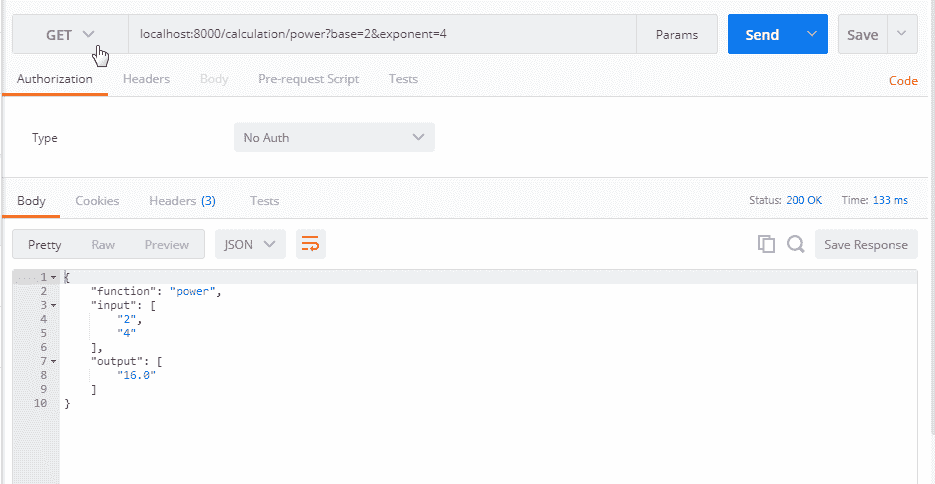 GET localhost:8000/calculation/power?base=2&exponent=4 Params Send Save
Authorization Headers Body Pre-request Script Tests Code
Type No Auth
Body Cookies Headers (3) Tests Status: 200 OK Time: 133 ms
Pretty Raw Preview JSON Save Response
1 {
2 "function": "power",
3 "input": [
4 "2",
5 "4"
6 ],
7 "output": [
8 "16.0"
9 ]
10 }